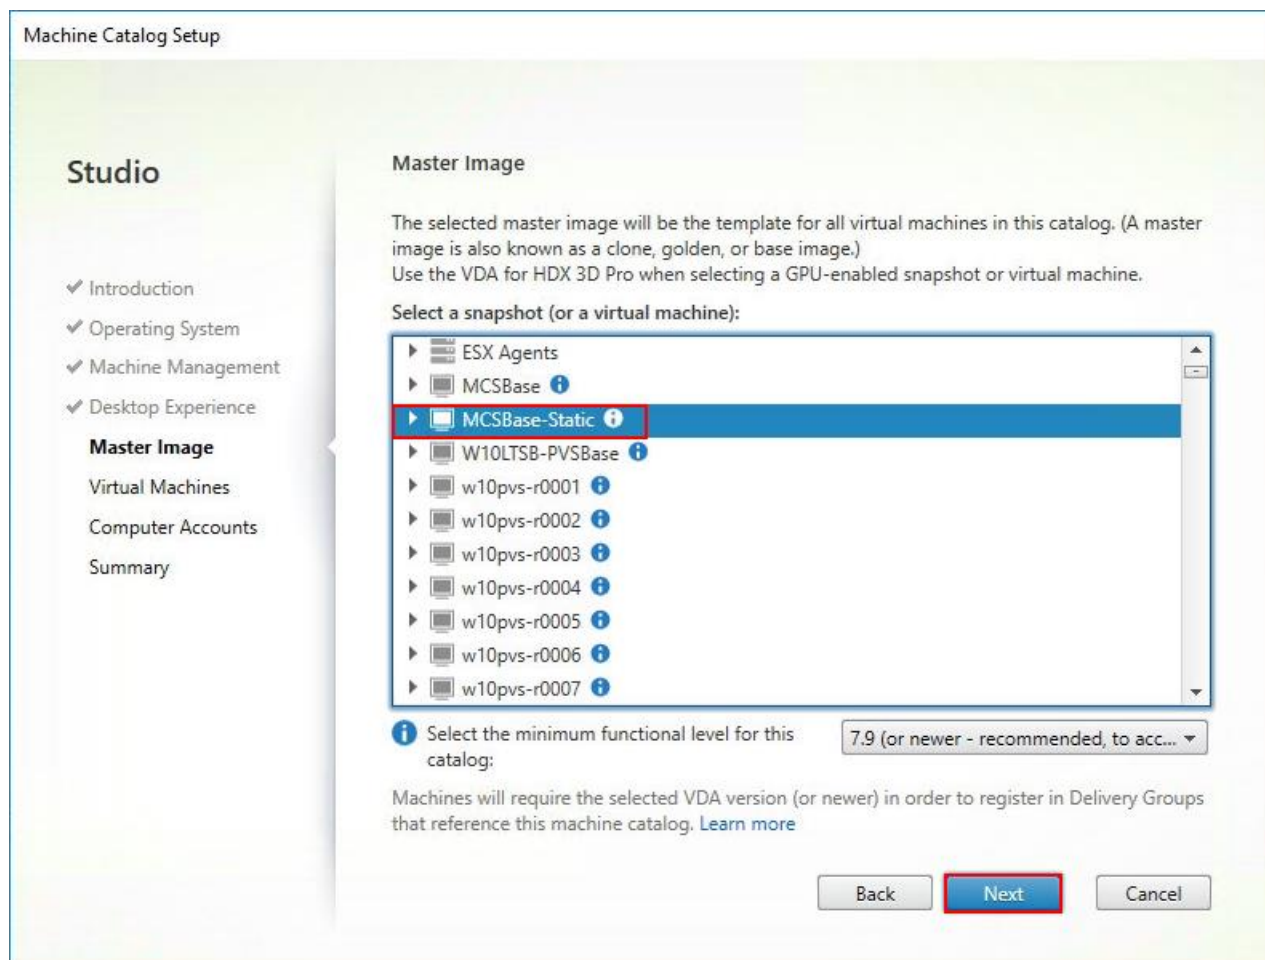 Machine Catalog Setup
Studio
Introduction
Operating System
Machine Management
Desktop Experience
Master Image
Virtual Machines
Computer Accounts
Summary
Master Image
The selected master image will be the template for all virtual machines in this catalog. (A master
image is also known as a clone, golden, or base image.)
Use the VDA for HDX 3D Pro when selecting a GPU-enabled snapshot or virtual machine.
Select a snapshot (or a virtual machine):
ESX Agents
MCSBase
MCSBase-Static
W10LTSB-PVSBase
w10pvs-r0001
w10pvs-r0002
w10pvs-r0003
w10pvs-r0004
w10pvs-r0005
w10pvs-r0006
w10pvs-r0007
Select the minimum functional level for this
catalog:
7.9 (or newer - recommended, to acc...
Machines will require the selected VDA version (or newer) in order to register in Delivery Groups
that reference this machine catalog. Learn more
Back
Next
Cancel